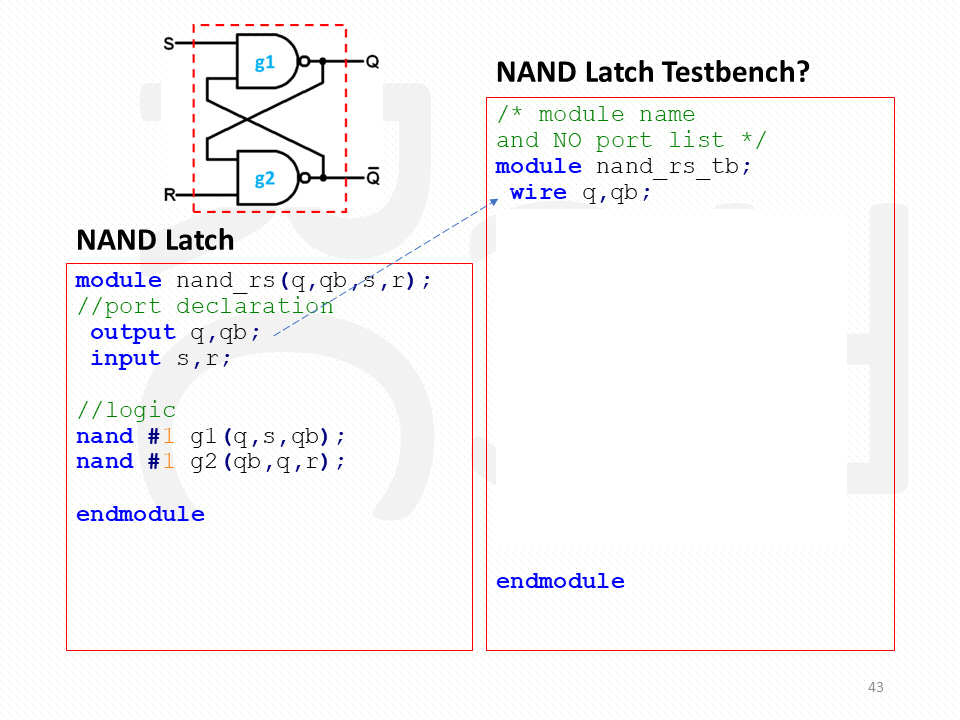 S
g1
Q
g2
R
Q̅
NAND Latch
module nand_rs(q,qb,s,r);
//port declaration
output q,qb;
input s,r;
//logic
nand #1 g1(q,s,qb);
nand #1 g2(qb,q,r);
endmodule
NAND Latch Testbench?
/* module name
and NO port list */
module nand_rs_tb;
wire q,qb;
endmodule
43